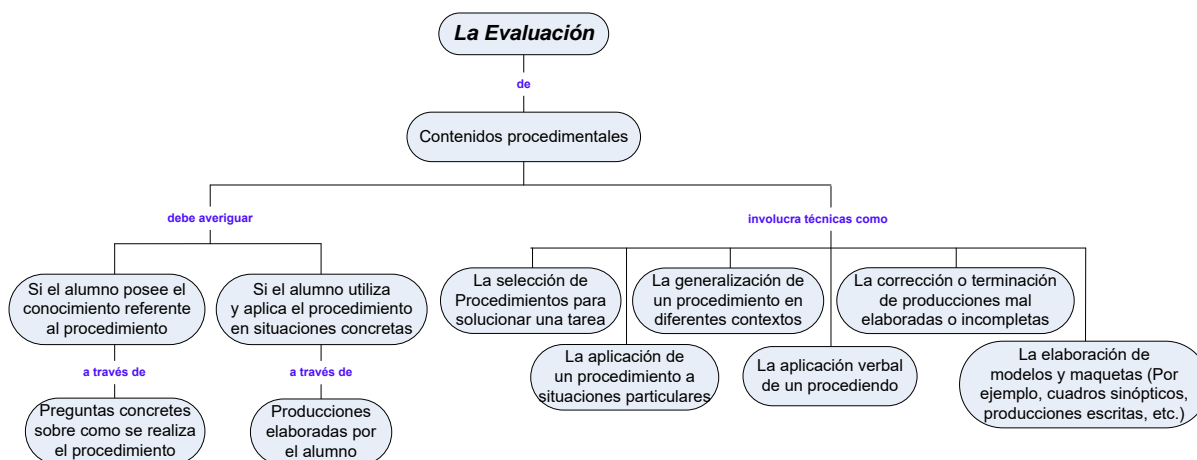 La Evaluación
de
Contenidos procedimentales
debe averiguar
involucra técnicas como
Si el alumno posee el
conocimiento referente
al procedimiento
Si el alumno utiliza
y aplica el procedimiento
en situaciones concretas
La selección de
Procedimientos para
solucionar una tarea
La generalización de
un procedimiento en
diferentes contextos
La corrección o terminación
de producciones mal
elaboradas o incompletas
La aplicación de
un procedimiento a
situaciones particulares
La aplicación verbal
de un procediendo
La elaboración de
modelos y maquetas (Por
ejemplo, cuadros sinópticos,
producciones escritas, etc.)
a través de
a través de
Preguntas concretas
sobre como se realiza
el procedimiento
Producciones
elaboradas por
el alumno